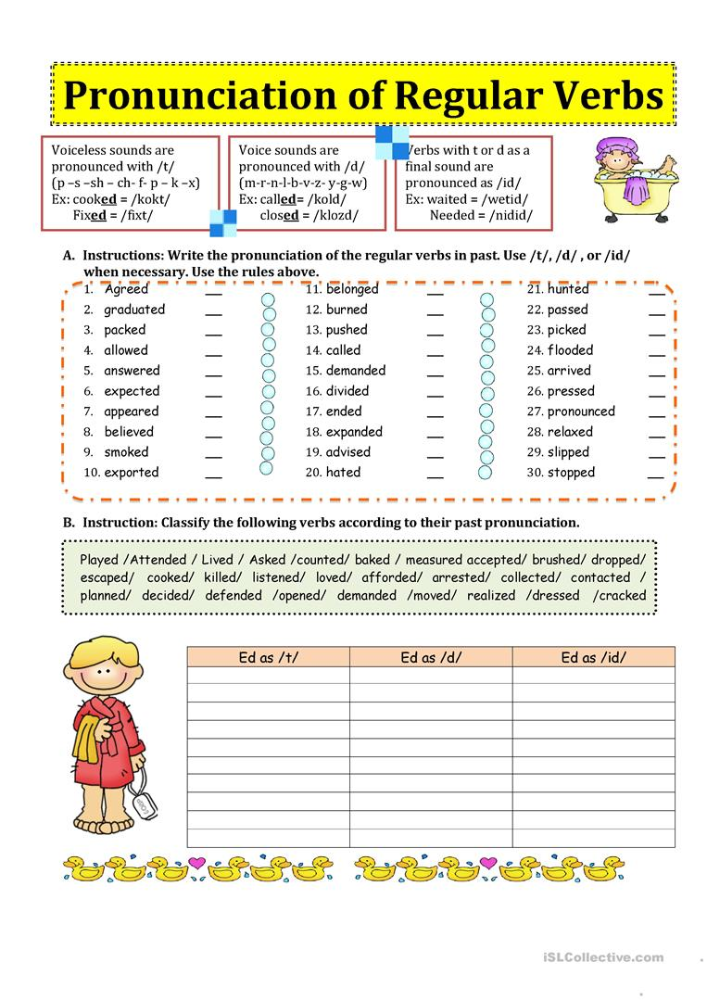 Pronunciation of Regular Verbs
Voiceless sounds are
pronounced with /t/
(p –s –sh – ch- f- p – k –x)
Ex: cooked = /kokt/
Fixed = /fixt/
Voice sounds are
pronounced with /d/
(m-r-n-l-b-v-z- y-g-w)
Ex: called= /kold/
closed = /klozd/
Verbs with t or d as a
final sound are
pronounced as /id/
Ex: waited = /wetid/
Needed = /nidid/
A. Instructions: Write the pronunciation of the regular verbs in past. Use /t/, /d/ , or /id/
when necessary. Use the rules above.
1. Agreed __
2. graduated __
3. packed __
4. allowed __
5. answered __
6. expected __
7. appeared __
8. believed __
9. smoked __
10. exported __
11. belonged __
12. burned __
13. pushed __
14. called __
15. demanded __
16. divided __
17. ended __
18. expanded __
19. advised __
20. hated __
21. hunted __
22. passed __
23. picked __
24. flooded __
25. arrived __
26. pressed __
27. pronounced __
28. relaxed __
29. slipped __
30. stopped __
B. Instruction: Classify the following verbs according to their past pronunciation.
Played /Attended / Lived / Asked /counted/ baked / measured accepted/ brushed/ dropped/
escaped/ cooked/ killed/ listened/ loved/ afforded/ arrested/ collected/ contacted /
planned/ decided/ defended /opened/ demanded /moved/ realized /dressed /cracked
Ed as /t/ Ed as /d/ Ed as /id/
SOAP
iSLCollective.com